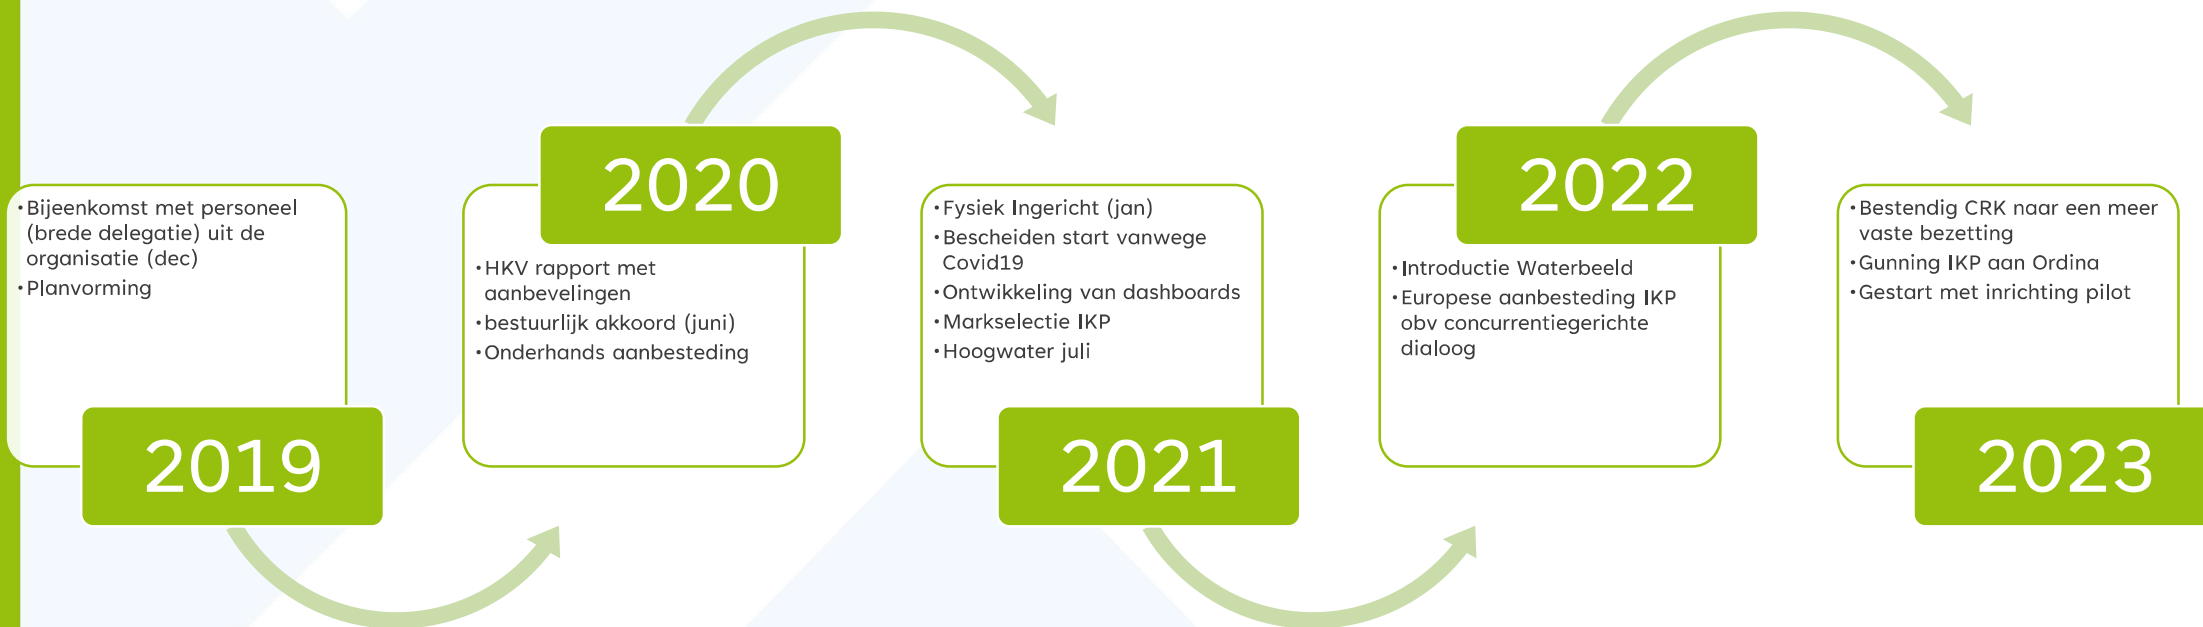 •Bijeenkomst met personeel
(brede delegatie) uit de
organisatie (dec)
•Planvorming
2019
2020
•HKV rapport met
aanbevelingen
•bestuurlijk akkoord (juni)
•Onderhands aanbesteding
•Fysiek Ingericht (jan)
•Bescheiden start vanwege
Covid19
•Ontwikkeling van dashboards
•Markselectie IKP
•Hoogwater juli
2021
2022
•Introductie Waterbeeld
•Europese aanbesteding IKP
obv concurrentiegerichte
dialoog
•Bestendig CRK naar een meer
vaste bezetting
•Gunning IKP aan Ordina
•Gestart met inrichting pilot
2023